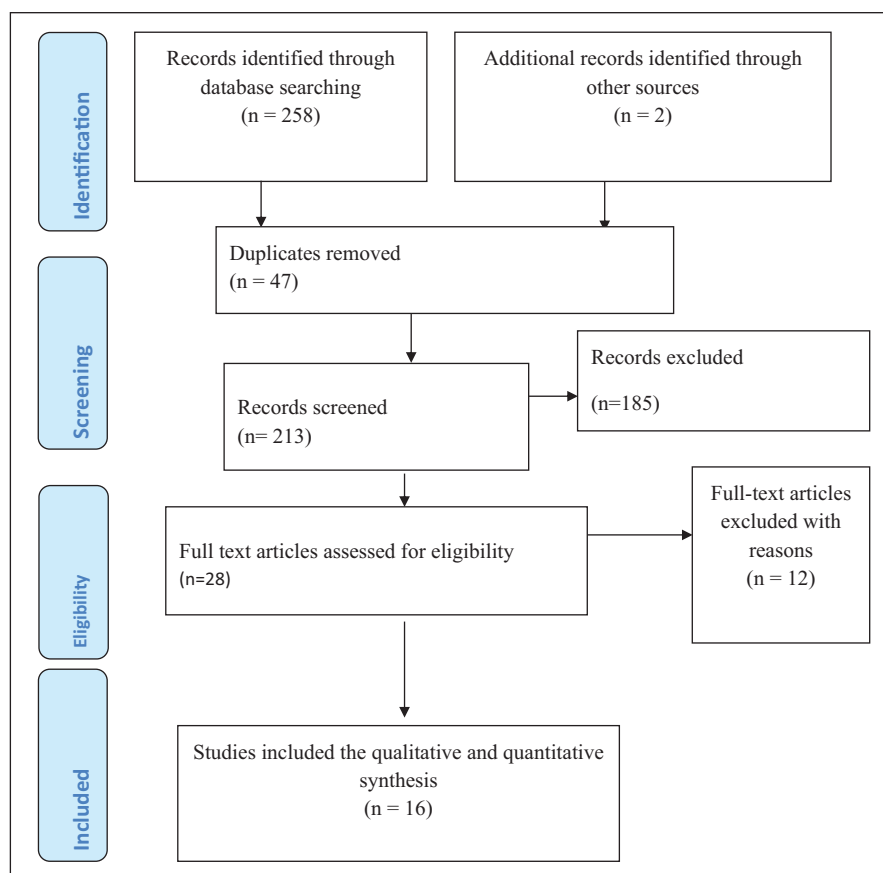 Identification
Records identified through
database searching
(n = 258)
Additional records identified through
other sources
(n = 2)
Duplicates removed
(n = 47)
Screening
Records screened
(n= 213)
Records excluded
(n=185)
Eligibility
Full text articles assessed for eligibility
(n=28)
Full-text articles
excluded with
reasons
(n = 12)
Included
Studies included the qualitative and quantitative
synthesis
(n = 16)